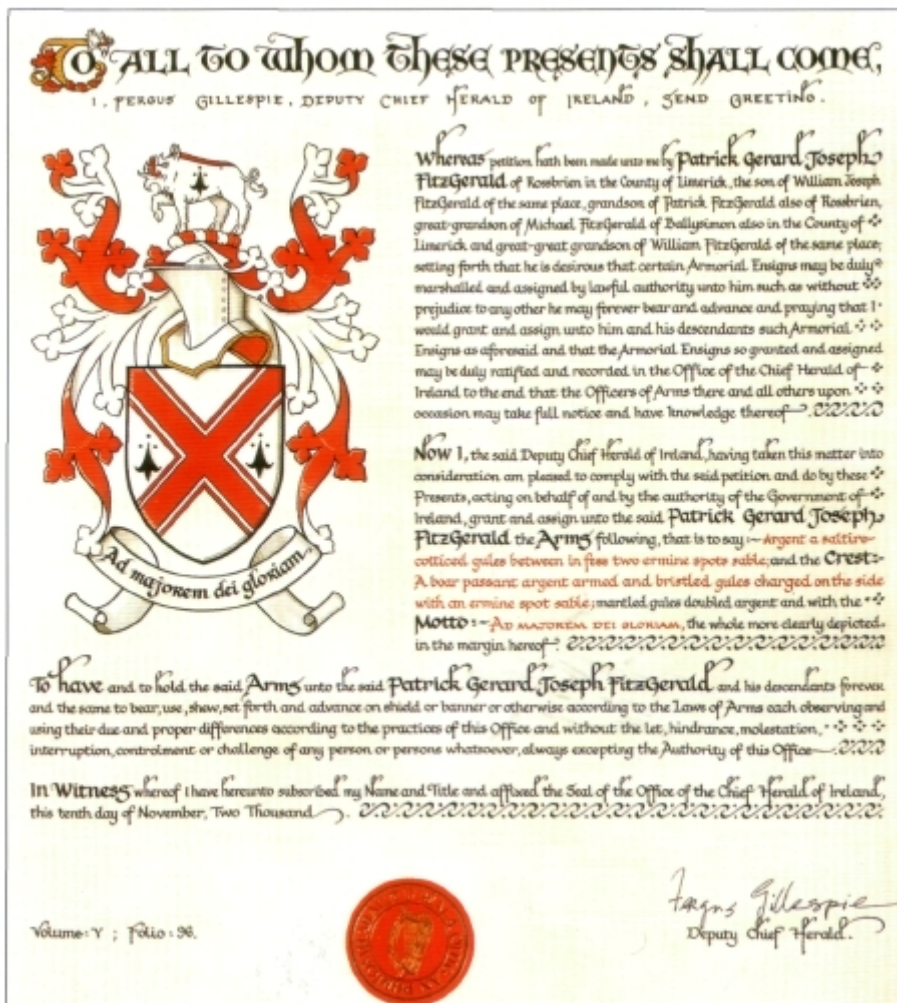 To ALL TO WHOM THESE PRESENTS SHALL COME,
I, FERGUS GILLESPIE, DEPUTY CHIEF HERALD OF IRELAND, SEND GREETING.
Whereas petition hath been made unto me by Patrick Gerard Joseph
FitzGerald of Rossbrien in the County of Limerick, the son of William Joseph
FitzGerald of the same place, grandson of Patrick FitzGerald also of Rossbrien,
great-grandson of Michael FitzGerald of Ballysimon also in the County of
Limerick and great-great grandson of William FitzGerald of the same place;
setting forth that he is desirous that certain Armorial Ensigns may be duly
marshalled and assigned by lawful authority unto him such as without
prejudice to any other he may forever bear and advance and praying that I
would grant and assign unto him and his descendants such Armorial
Ensigns as aforesaid and that the Armorial Ensigns so granted and assigned
may be duly ratified and recorded in the Office of the Chief Herald of
Ireland to the end that the Officers of Arms there and all others upon
occasion may take full notice and have knowledge thereof
Now I, the said Deputy Chief Herald of Ireland, having taken this matter into
consideration am pleased to comply with the said petition and do by these
Presents, acting on behalf of and by the authority of the Government of
Ireland, grant and assign unto the said Patrick Gerard Joseph
FitzGerald the Arms following, that is to say :- Argent a saltire
cotticed gules between in fess two ermine spots sable; and the Crest:-
A boar passant argent armed and bristled gules charged on the side
with an ermine spot sable; mantled gules doubled argent and with the
Motto :- AD MAJOREM DEI GLORIAM, the whole more clearly depicted
in the margin hereof.
Ad majorem dei gloriam
To have and to hold the said Arms unto the said Patrick Gerard Joseph FitzGerald and his descendants forever
and the same to bear, use, shew, set forth and advance on shield or banner or otherwise according to the Laws of Arms each observing and
using their due and proper differences according to the practices of this Office and without the let, hindrance, molestation,
interruption, controlment or challenge of any person or persons whatsoever, always excepting the Authority of this Office
In Witness whereof I have hereunto subscribed my Name and Title and affixed the Seal of the Office of the Chief Herald of Ireland,
this tenth day of November, Two Thousand
Fergus Gillespie
Volume: Y ; Folio: 96.
Deputy Chief Herald.